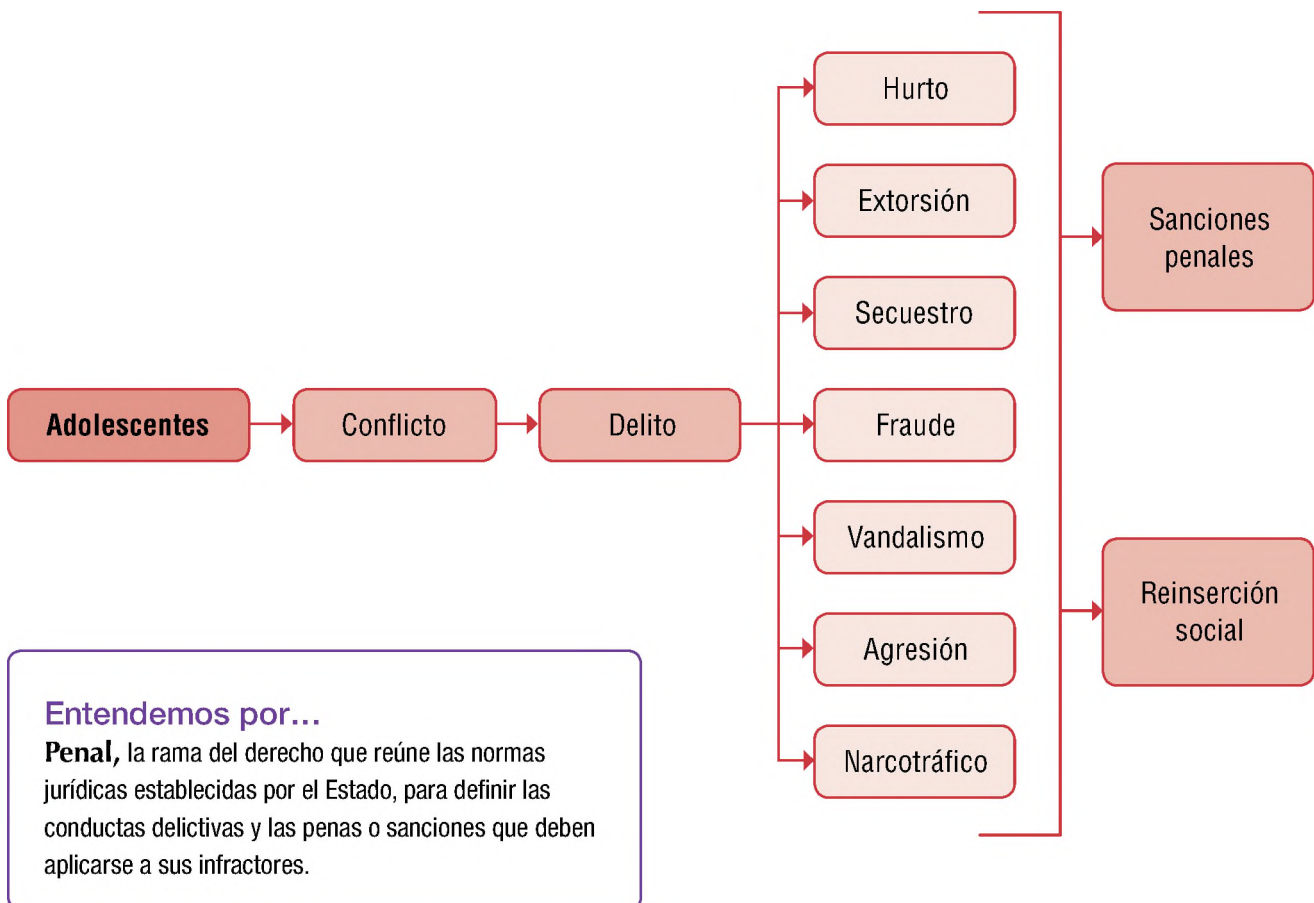 Adolescentes
Conflicto
Delito
Hurto
Extorsión
Secuestro
Fraude
Vandalismo
Agresión
Narcotráfico
Sanciones
penales
Reinserción
social
Entendemos por...
Penal, la rama del derecho que reúne las normas
jurídicas establecidas por el Estado, para definir las
conductas delictivas y las penas o sanciones que deben
aplicarse a sus infractores.